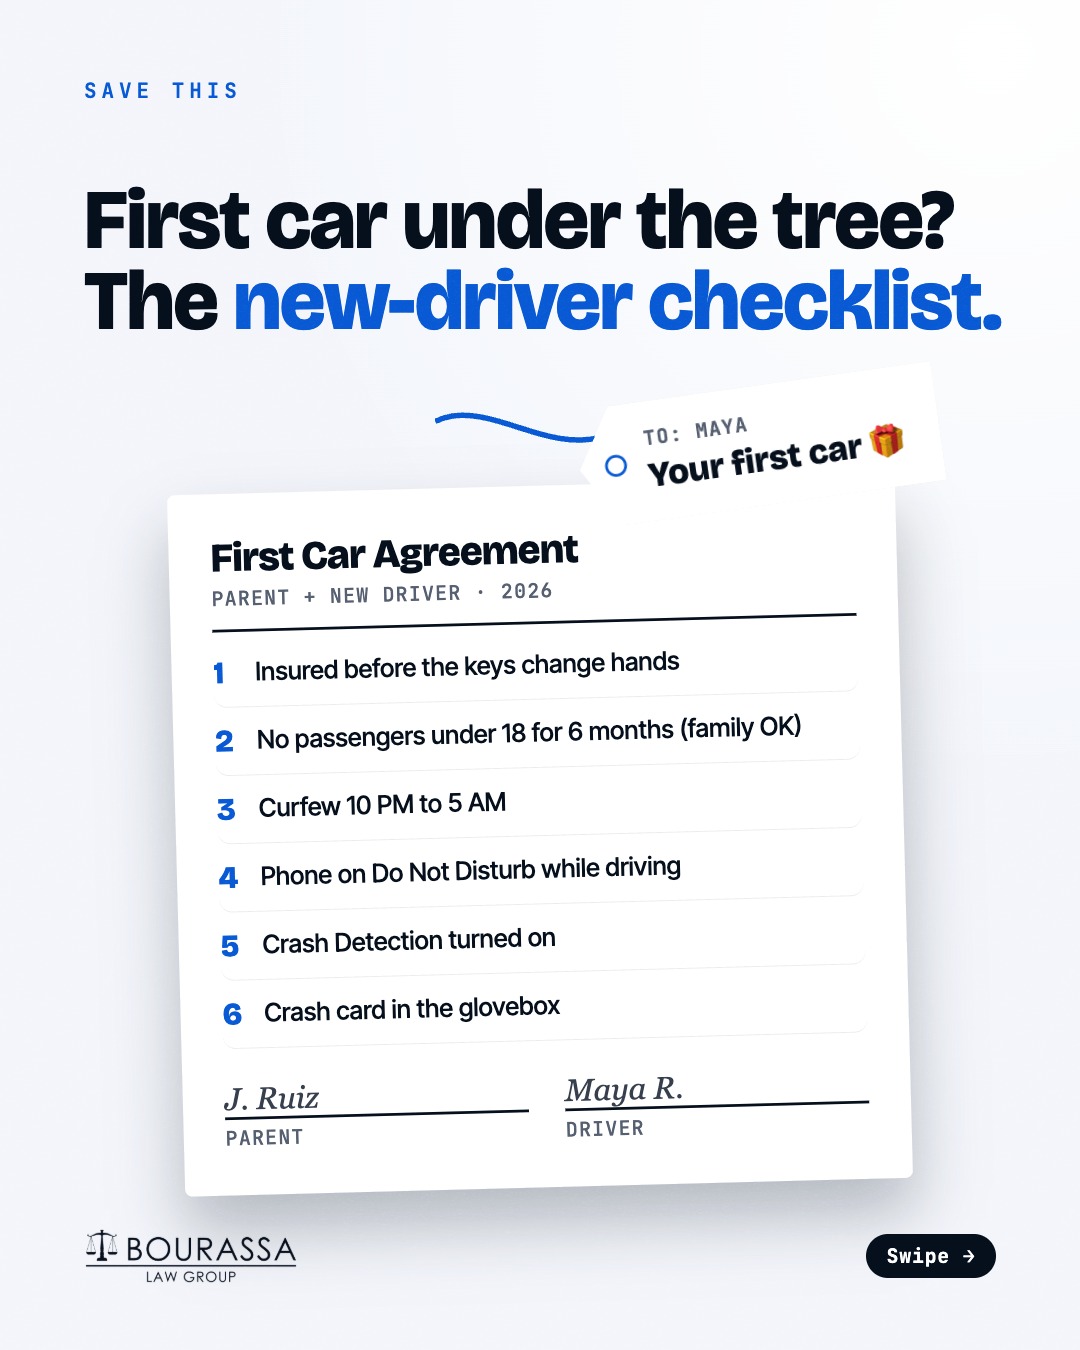 SAVE THIS
First car under the tree?
The new-driver checklist.
TO: MAYA
Your first car 🎁
First Car Agreement
PARENT + NEW DRIVER · 2026
1 Insured before the keys change hands
2 No passengers under 18 for 6 months (family OK)
3 Curfew 10 PM to 5 AM
4 Phone on Do Not Disturb while driving
5 Crash Detection turned on
6 Crash card in the glovebox
J. Ruiz
PARENT
Maya R.
DRIVER
BOURASSA
LAW GROUP
Swipe →